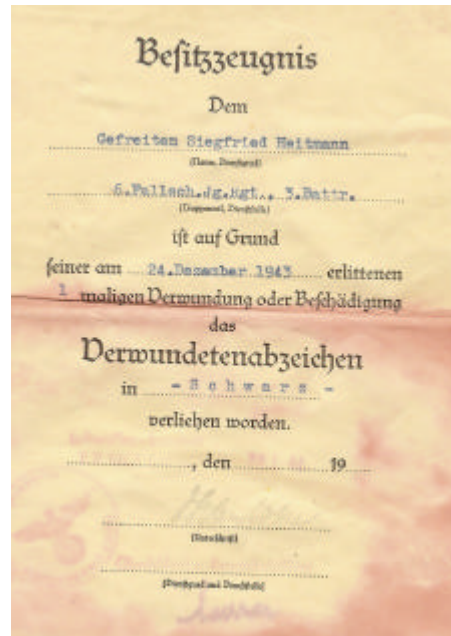 Besitzzeugnis
Dem
Gefreiten Siegfried Heitmann
(Name, Dienstgrad)
6.Fallsch.Jg.Rgt., 3.Battr.
(Truppenteil, Dienststelle)
ist auf Grund
seiner am 24.Dezember 1943 erlittenen
1 maligen Verwundung oder Beschädigung
das
Verwundetenabzeichen
in - S c h w a r z -
verliehen worden.
, den 19
(Unterschrift)
(Dienstgrad und Dienststelle)